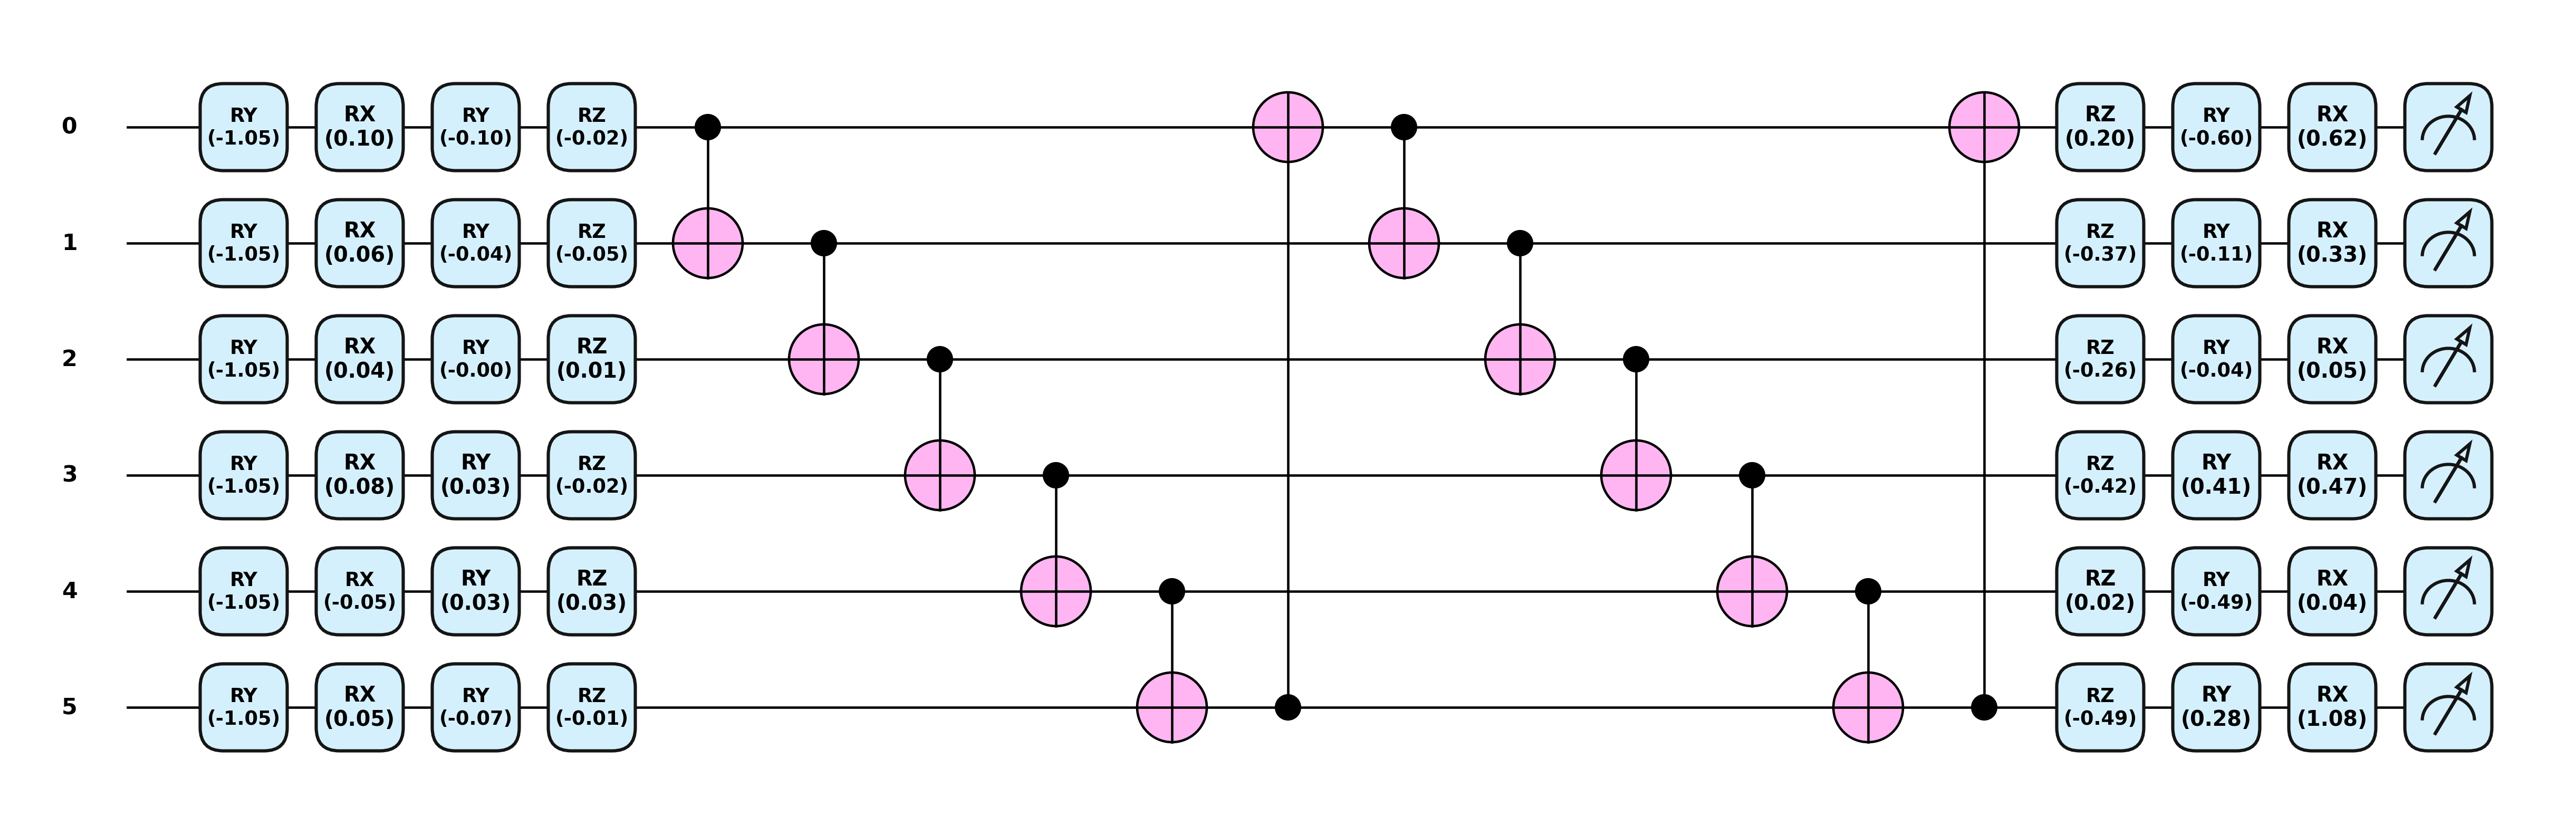 0 RY RX RY RZ RZ RY RX
(-1.05) (0.10) (-0.10) (-0.02) (0.20) (-0.60) (0.62)
1 RY RX RY RZ RZ RY RX
(-1.05) (0.06) (-0.04) (-0.05) (-0.37) (-0.11) (0.33)
2 RY RX RY RZ RZ RY RX
(-1.05) (0.04) (-0.00) (0.01) (-0.26) (-0.04) (0.05)
3 RY RX RY RZ RZ RY RX
(-1.05) (0.08) (0.03) (-0.02) (-0.42) (0.41) (0.47)
4 RY RX RY RZ RZ RY RX
(-1.05) (-0.05) (0.03) (0.03) (0.02) (-0.49) (0.04)
5 RY RX RY RZ RZ RY RX
(-1.05) (0.05) (-0.07) (-0.01) (-0.49) (0.28) (1.08)